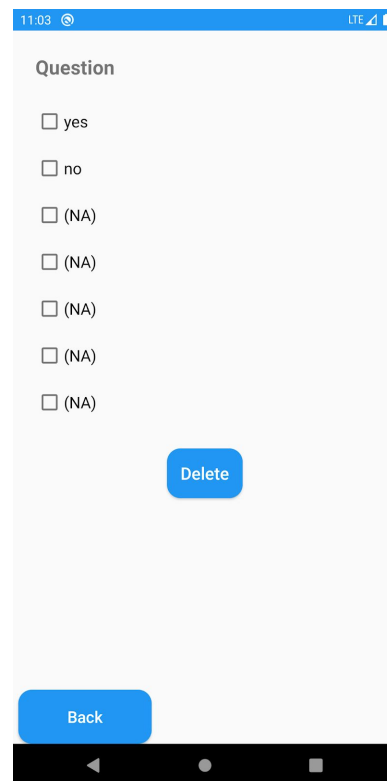 11:03 LTE
Question
yes
no
(NA)
(NA)
(NA)
(NA)
(NA)
Delete
Back